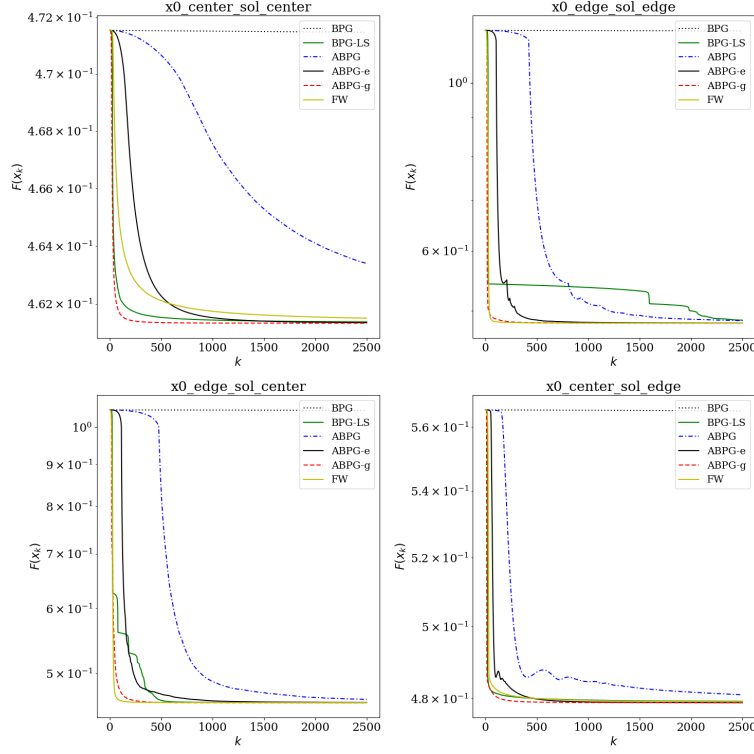 x0_center_sol_center
4.72 × 10⁻¹
4.7 × 10⁻¹
4.68 × 10⁻¹
4.66 × 10⁻¹
4.64 × 10⁻¹
4.62 × 10⁻¹
F(xₖ)
0 500 1000 1500 2000 2500
k
BPG
BPG-LS
ABPG
ABPG-e
ABPG-g
FW
x0_edge_sol_edge
10⁰
6 × 10⁻¹
F(xₖ)
0 500 1000 1500 2000 2500
k
BPG
BPG-LS
ABPG
ABPG-e
ABPG-g
FW
x0_edge_sol_center
10⁰
9 × 10⁻¹
8 × 10⁻¹
7 × 10⁻¹
6 × 10⁻¹
5 × 10⁻¹
F(xₖ)
0 500 1000 1500 2000 2500
k
BPG
BPG-LS
ABPG
ABPG-e
ABPG-g
FW
x0_center_sol_edge
5.6 × 10⁻¹
5.4 × 10⁻¹
5.2 × 10⁻¹
5 × 10⁻¹
4.8 × 10⁻¹
F(xₖ)
0 500 1000 1500 2000 2500
k
BPG
BPG-LS
ABPG
ABPG-e
ABPG-g
FW